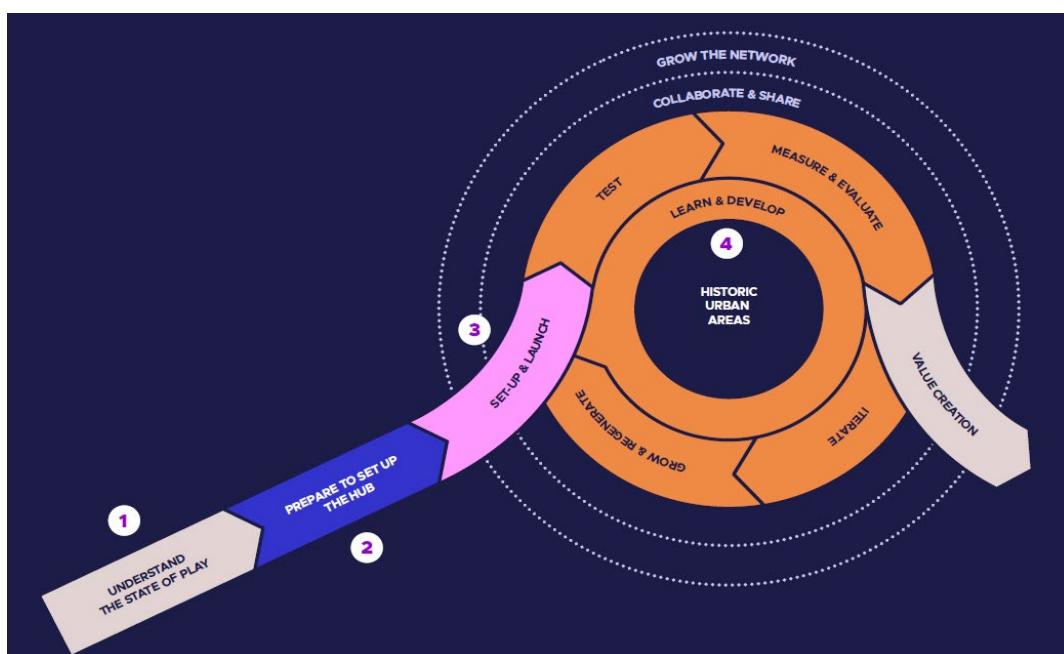 GROW THE NETWORK
COLLABORATE & SHARE
TEST
MEASURE & EVALUATE
LEARN & DEVELOP
4
HISTORIC
URBAN
AREAS
3
SET-UP & LAUNCH
VALUE CREATION
GROW & REGENERATE
ITERATE
PREPARE TO SET UP
THE HUB
2
1
UNDERSTAND
THE STATE OF PLAY